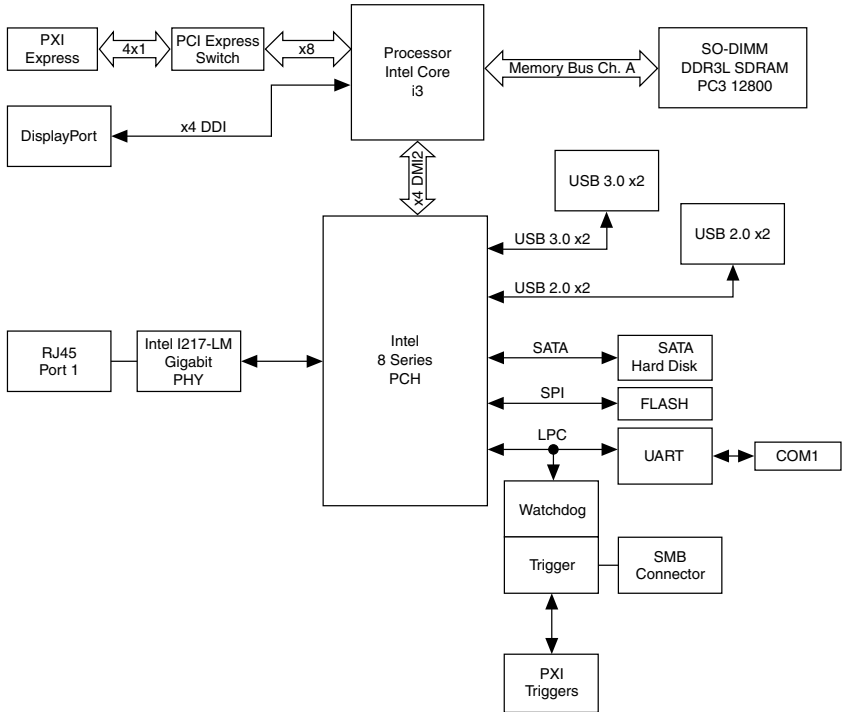 PXI
Express
4x1
PCI Express
Switch
x8
Processor
Intel Core
i3
Memory Bus Ch. A
SO-DIMM
DDR3L SDRAM
PC3 12800
DisplayPort
x4 DDI
x4 DMI2
USB 3.0 x2
USB 2.0 x2
USB 3.0 x2
USB 2.0 x2
RJ45
Port 1
Intel I217-LM
Gigabit
PHY
Intel
8 Series
PCH
SATA
SATA
Hard Disk
SPI
FLASH
LPC
UART
COM1
Watchdog
Trigger
SMB
Connector
PXI
Triggers